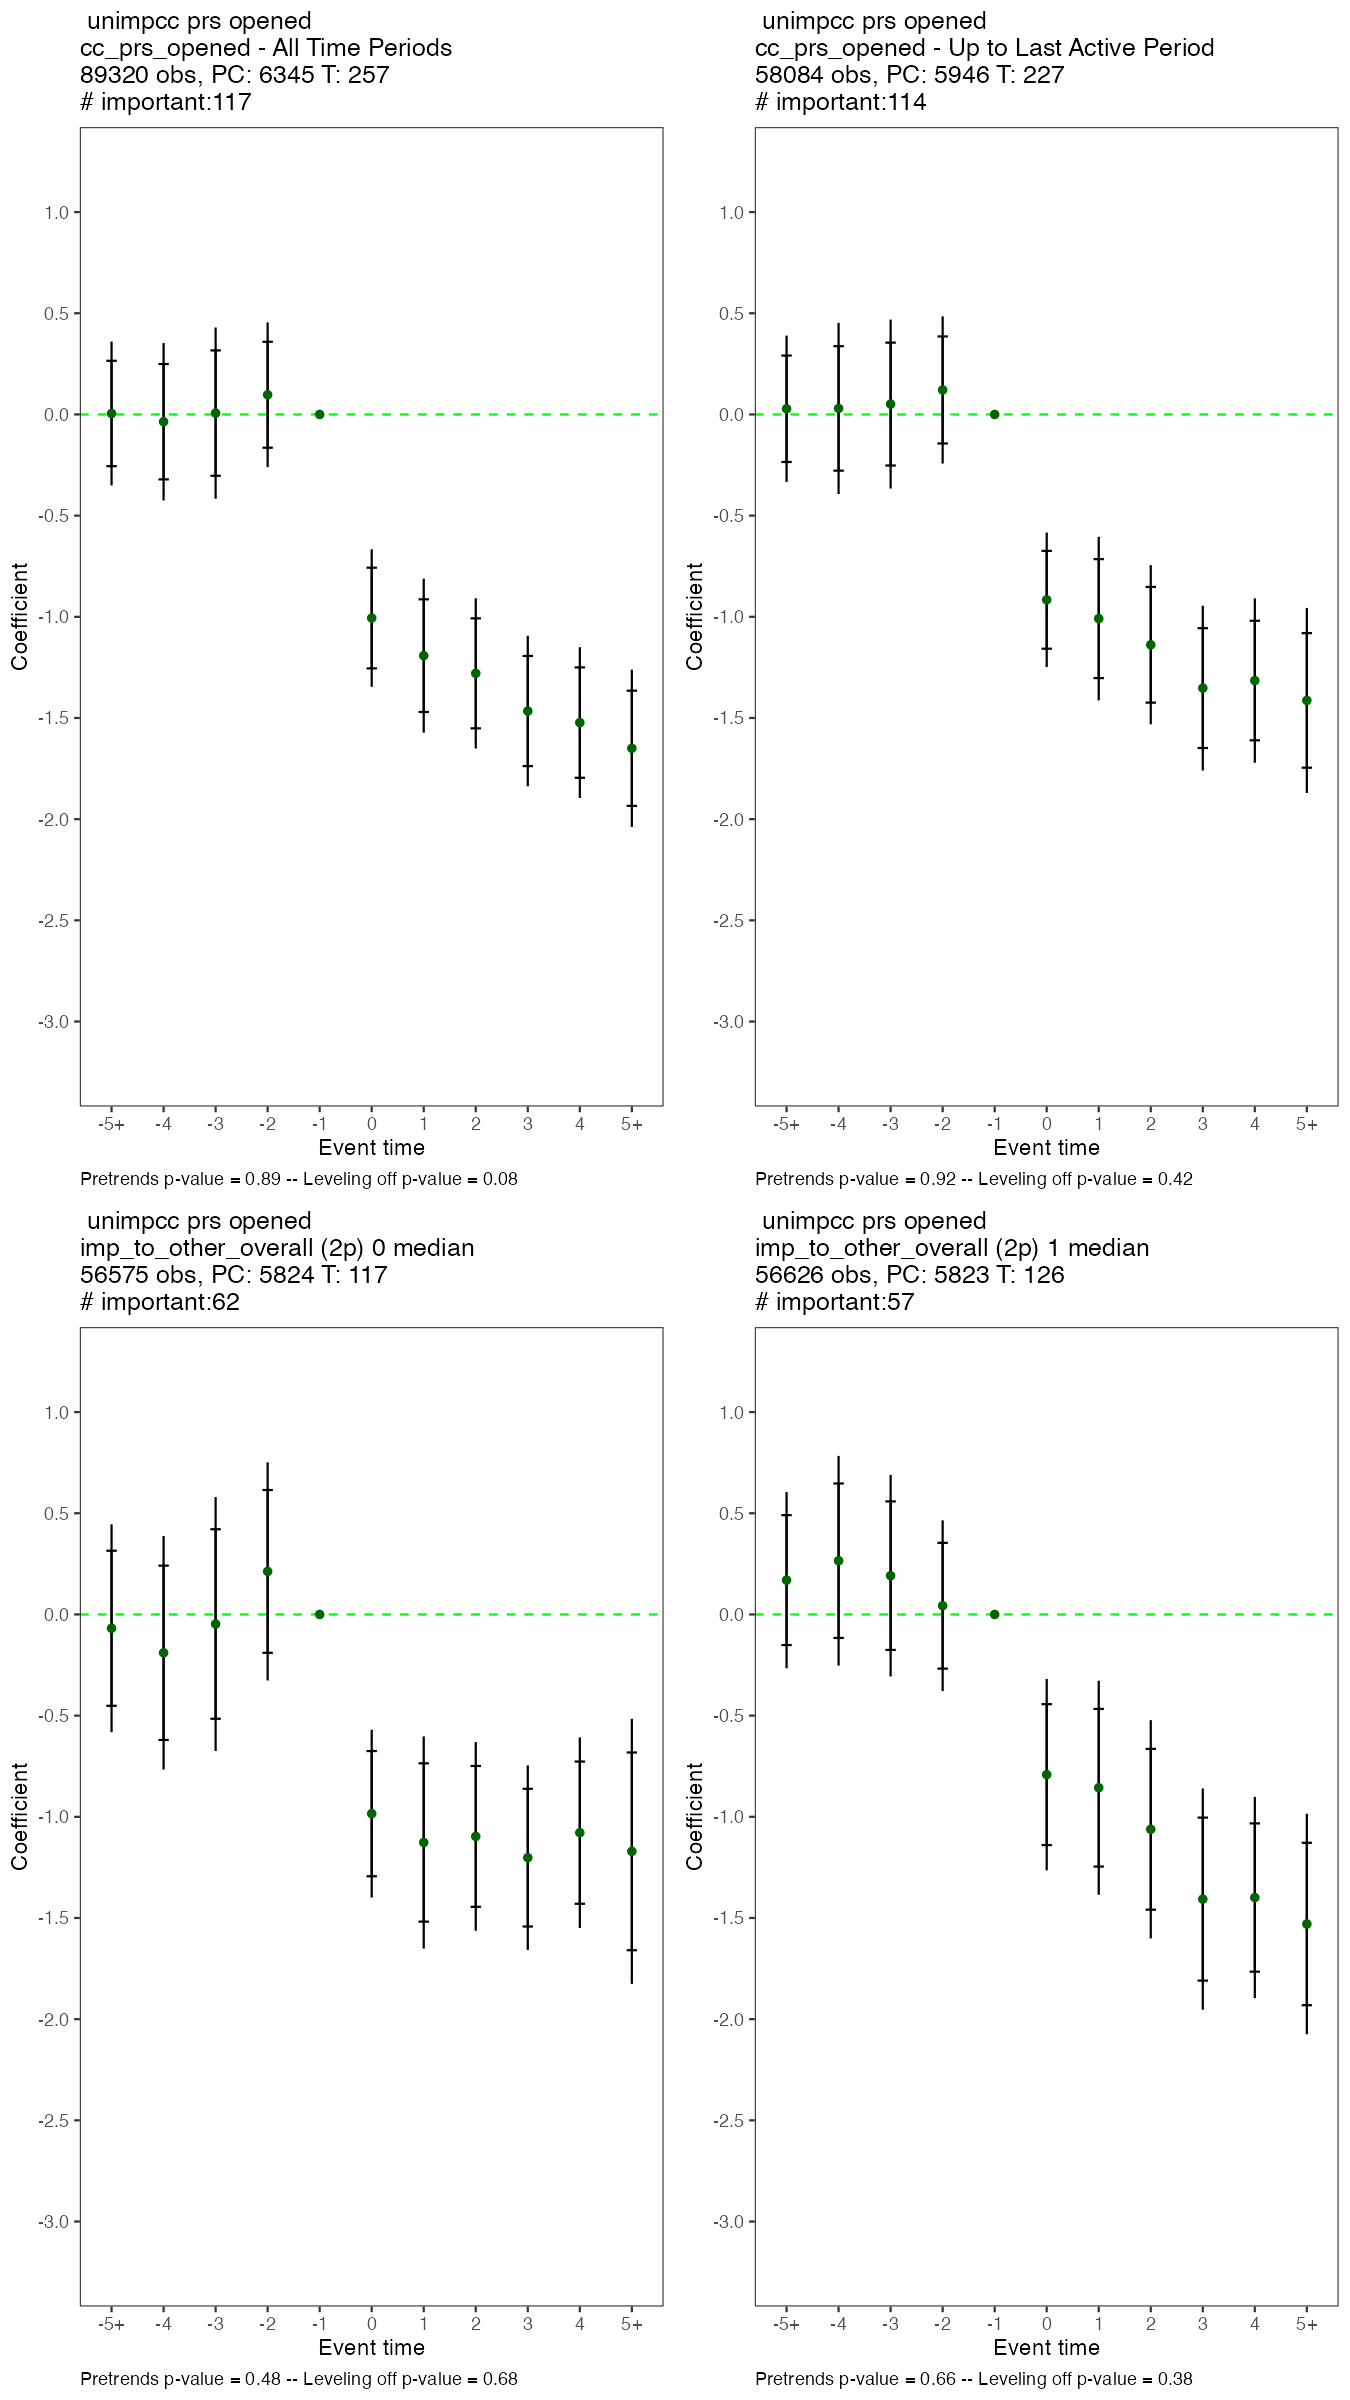 unimpcc prs opened
cc_prs_opened - All Time Periods
89320 obs, PC: 6345 T: 257
# important:117
1.0
0.5
0.0
-0.5
-1.0
-1.5
-2.0
-2.5
-3.0
Coefficient
-5+ -4 -3 -2 -1 0 1 2 3 4 5+
Event time
Pretrends p-value = 0.89 -- Leveling off p-value = 0.08
unimpcc prs opened
cc_prs_opened - Up to Last Active Period
58084 obs, PC: 5946 T: 227
# important:114
1.0
0.5
0.0
-0.5
-1.0
-1.5
-2.0
-2.5
-3.0
Coefficient
-5+ -4 -3 -2 -1 0 1 2 3 4 5+
Event time
Pretrends p-value = 0.92 -- Leveling off p-value = 0.42
unimpcc prs opened
imp_to_other_overall (2p) 0 median
56575 obs, PC: 5824 T: 117
# important:62
1.0
0.5
0.0
-0.5
-1.0
-1.5
-2.0
-2.5
-3.0
Coefficient
-5+ -4 -3 -2 -1 0 1 2 3 4 5+
Event time
Pretrends p-value = 0.48 -- Leveling off p-value = 0.68
unimpcc prs opened
imp_to_other_overall (2p) 1 median
56626 obs, PC: 5823 T: 126
# important:57
1.0
0.5
0.0
-0.5
-1.0
-1.5
-2.0
-2.5
-3.0
Coefficient
-5+ -4 -3 -2 -1 0 1 2 3 4 5+
Event time
Pretrends p-value = 0.66 -- Leveling off p-value = 0.38